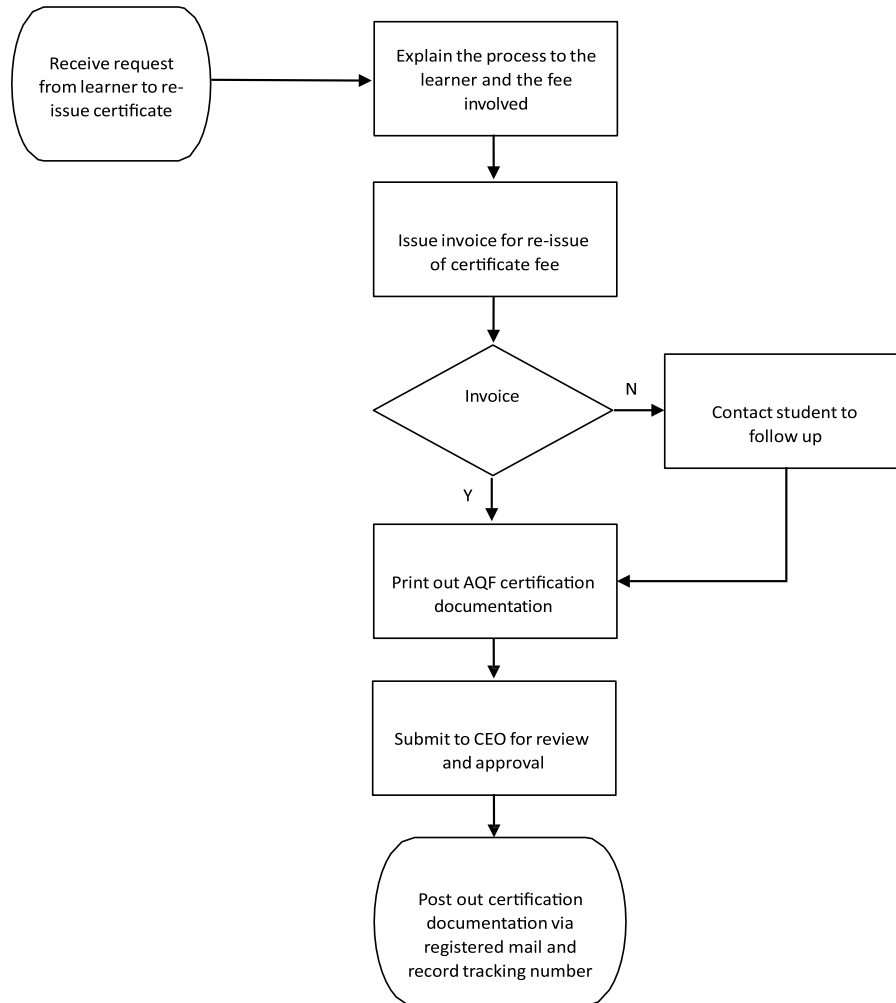 Receive request
from learner to re-
issue certificate
Explain the process to the
learner and the fee
involved
Issue invoice for re-issue
of certificate fee
Invoice
N
Contact student to
follow up
Y
Print out AQF certification
documentation
Submit to CEO for review
and approval
Post out certification
documentation via
registered mail and
record tracking number